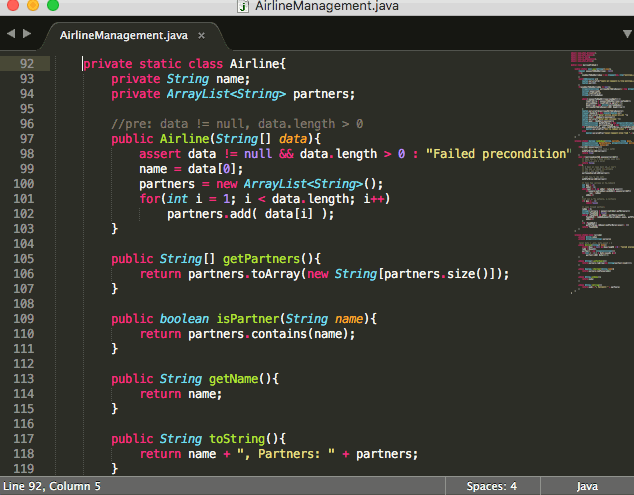 AirlineManagement.java
AirlineManagement.java ×
92 private static class Airline{
93 private String name;
94 private ArrayList<String> partners;
95
96 //pre: data != null, data.length > 0
97 public Airline(String[] data){
98 assert data != null && data.length > 0 : "Failed precondition"
99 name = data[0];
100 partners = new ArrayList<String>();
101 for(int i = 1; i < data.length; i++)
102 partners.add( data[i] );
103 }
104
105 public String[] getPartners(){
106 return partners.toArray(new String[partners.size()]);
107 }
108
109 public boolean isPartner(String name){
110 return partners.contains(name);
111 }
112
113 public String getName(){
114 return name;
115 }
116
117 public String toString(){
118 return name + ", Partners: " + partners;
119 }
Line 92, Column 5 Spaces: 4 Java